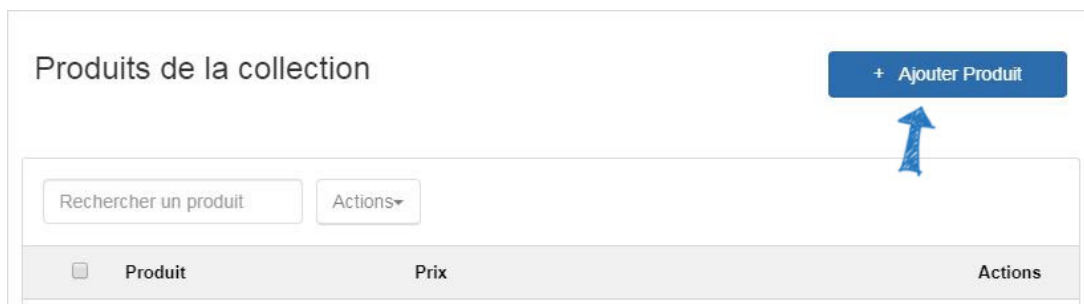 Produits de la collection
+ Ajouter Produit
Rechercher un produit
Actions
Produit Prix Actions